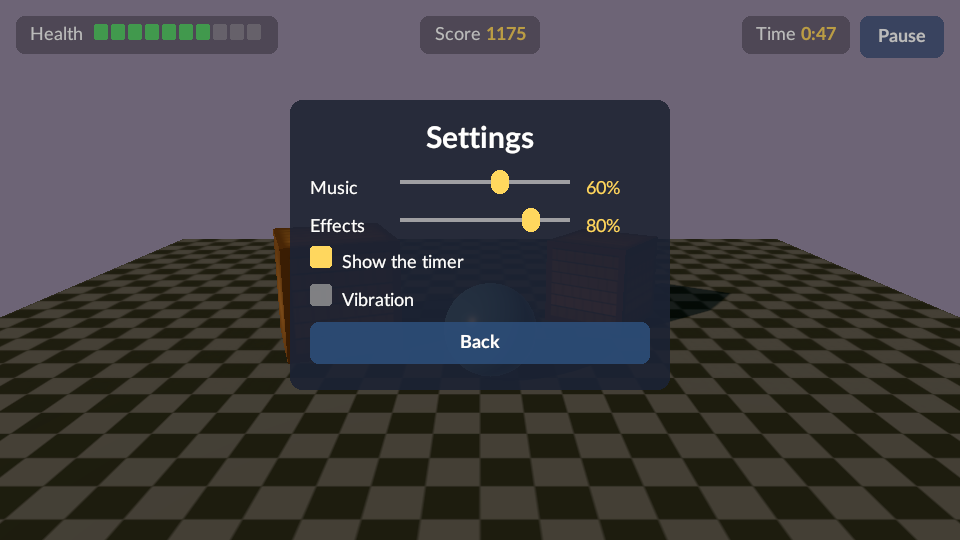 Health
Score 1175
Time 0:47
Pause
Settings
Music 60%
Effects 80%
Show the timer
Vibration
Back